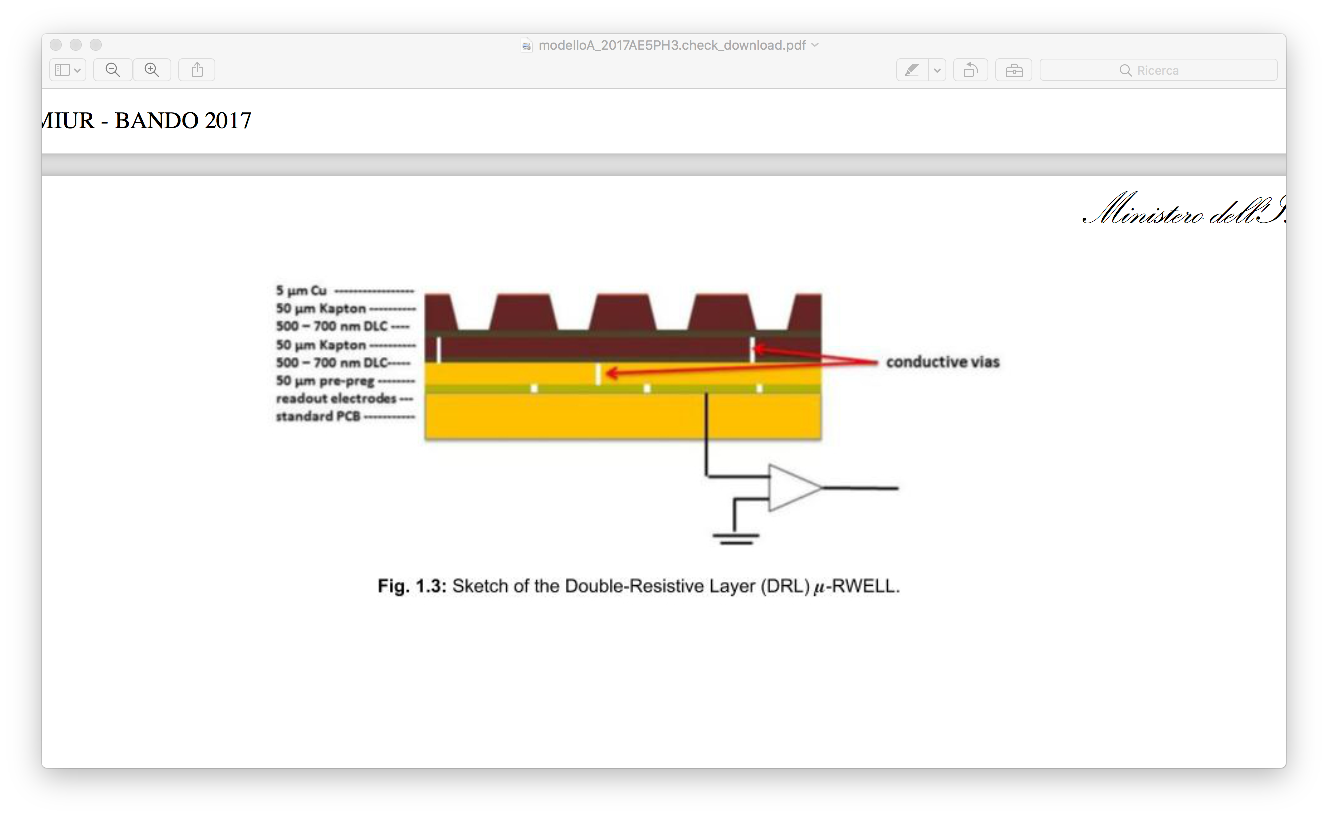 modelloA_2017AE5PH3.check_download.pdf
Ricerca
MIUR - BANDO 2017
Ministero dell'I
5 µm Cu -----------------
50 µm Kapton ----------
500 – 700 nm DLC ----
50 µm Kapton ----------
500 – 700 nm DLC-----
50 µm pre-preg --------
readout electrodes ---
standard PCB -----------
conductive vias
Fig. 1.3: Sketch of the Double-Resistive Layer (DRL) µ-RWELL.